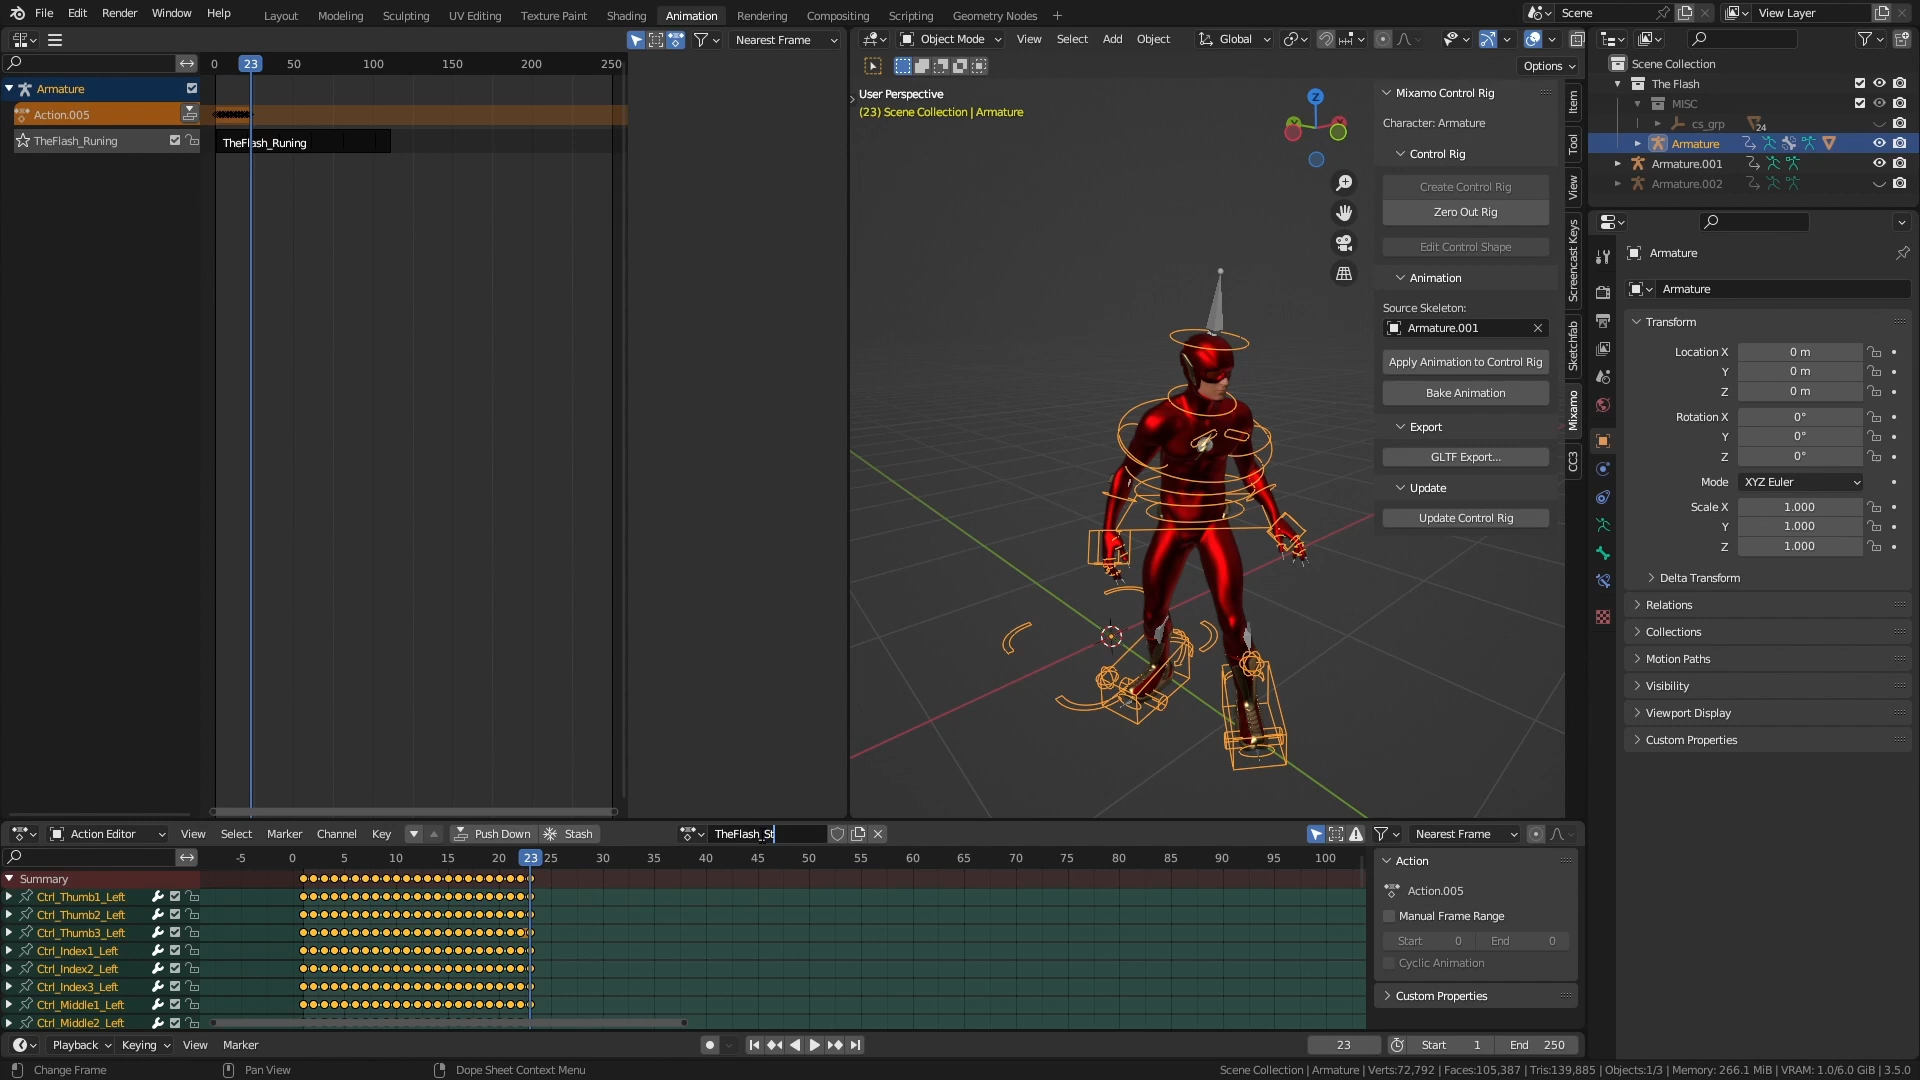 File Edit Render Window Help Layout Modeling Sculpting UV Editing Texture Paint Shading Animation Rendering Compositing Scripting Geometry Nodes + Scene View Layer
Nearest Frame
Object Mode View Select Add Object Global
Options
0 23 50 100 150 200 250
Armature
Action.005
TheFlash_Runing
TheFlash_Runing
User Perspective
(23) Scene Collection | Armature
Z
Y
Mixamo Control Rig
Character: Armature
Control Rig
Create Control Rig
Zero Out Rig
Edit Control Shape
Animation
Source Skeleton:
Armature.001
Apply Animation to Control Rig
Bake Animation
Export
GLTF Export...
Update
Update Control Rig
Item
Tool
View
Screencast Keys
Sketchfab
Mixamo
CC3
Scene Collection
The Flash
MISC
cs_grp 24
Armature
Armature.001
Armature.002
Armature
Armature
Transform
Location X 0 m
Y 0 m
Z 0 m
Rotation X 0°
Y 0°
Z 0°
Mode XYZ Euler
Scale X 1.000
Y 1.000
Z 1.000
Delta Transform
Relations
Collections
Motion Paths
Visibility
Viewport Display
Custom Properties
Action Editor View Select Marker Channel Key Push Down Stash TheFlash_St Nearest Frame
-5 0 5 10 15 20 23 25 30 35 40 45 50 55 60 65 70 75 80 85 90 95 100
Summary
Ctrl_Thumb1_Left
Ctrl_Thumb2_Left
Ctrl_Thumb3_Left
Ctrl_Index1_Left
Ctrl_Index2_Left
Ctrl_Index3_Left
Ctrl_Middle1_Left
Ctrl_Middle2_Left
Action
Action.005
Manual Frame Range
Start 0 End 0
Cyclic Animation
Custom Properties
Playback Keying View Marker 23 Start 1 End 250
Change Frame Pan View Dope Sheet Context Menu Scene Collection | Armature | Verts:72,792 | Faces:105,387 | Tris:139,885 | Objects:1/3 | Memory: 266.1 MiB | VRAM: 1.0/6.0 GiB | 3.5.0